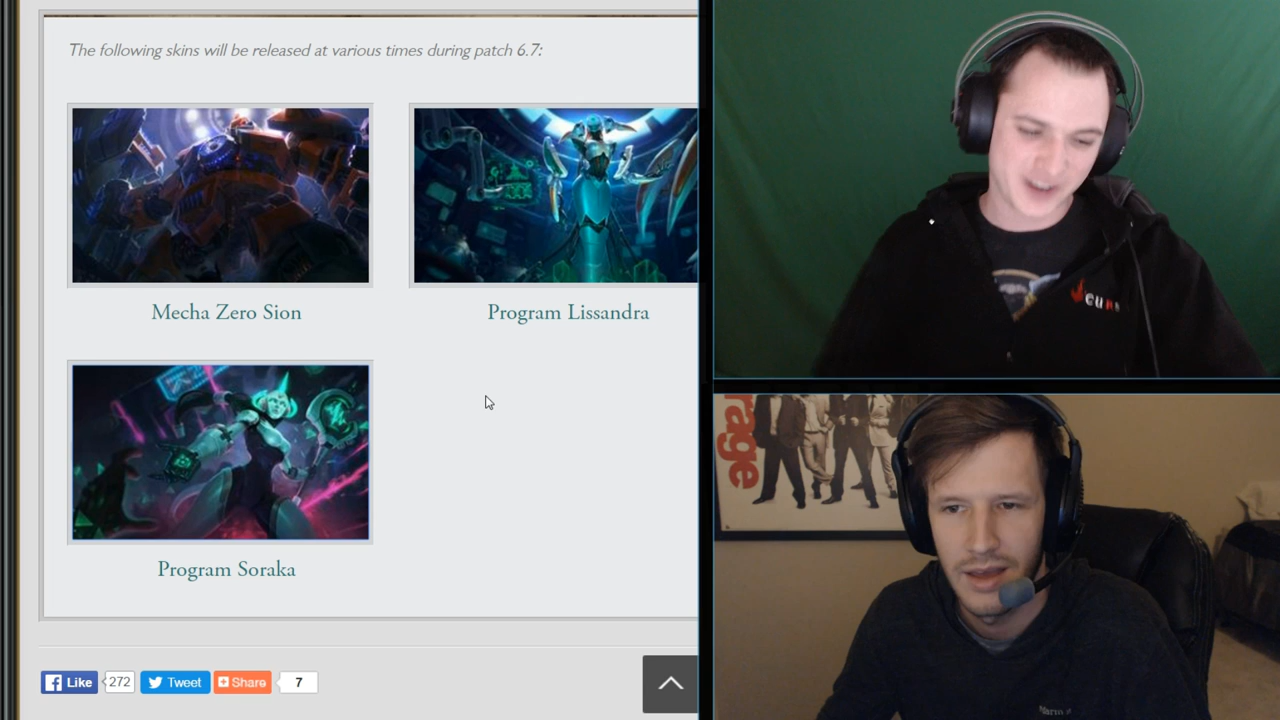 The following skins will be released at various times during patch 6.7:
Mecha Zero Sion
Program Lissandra
Program Soraka
Like
272
Tweet
Share
7
rage